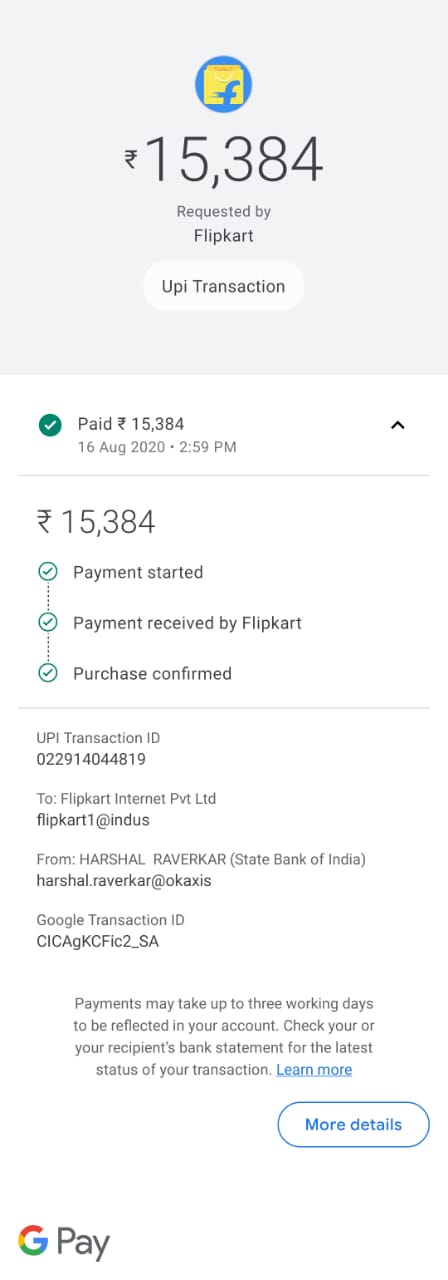 ₹15,384
Requested by
Flipkart
Upi Transaction
Paid ₹ 15,384
16 Aug 2020 • 2:59 PM
₹ 15,384
Payment started
Payment received by Flipkart
Purchase confirmed
UPI Transaction ID
022914044819
To: Flipkart Internet Pvt Ltd
flipkart1@indus
From: HARSHAL  RAVERKAR (State Bank of India)
harshal.raverkar@okaxis
Google Transaction ID
CICAgKCFic2_SA
Payments may take up to three working days
to be reflected in your account. Check your or
your recipient's bank statement for the latest
status of your transaction. Learn more
More details
G Pay